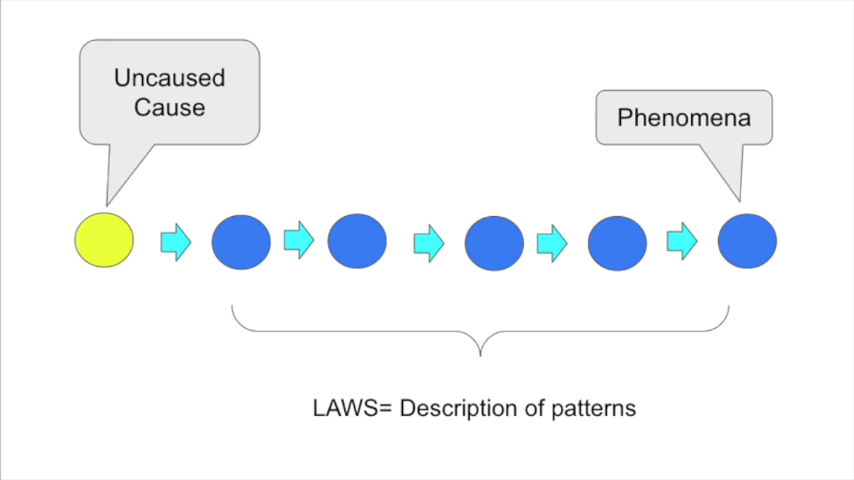 Uncaused
Cause
Phenomena
LAWS= Description of patterns